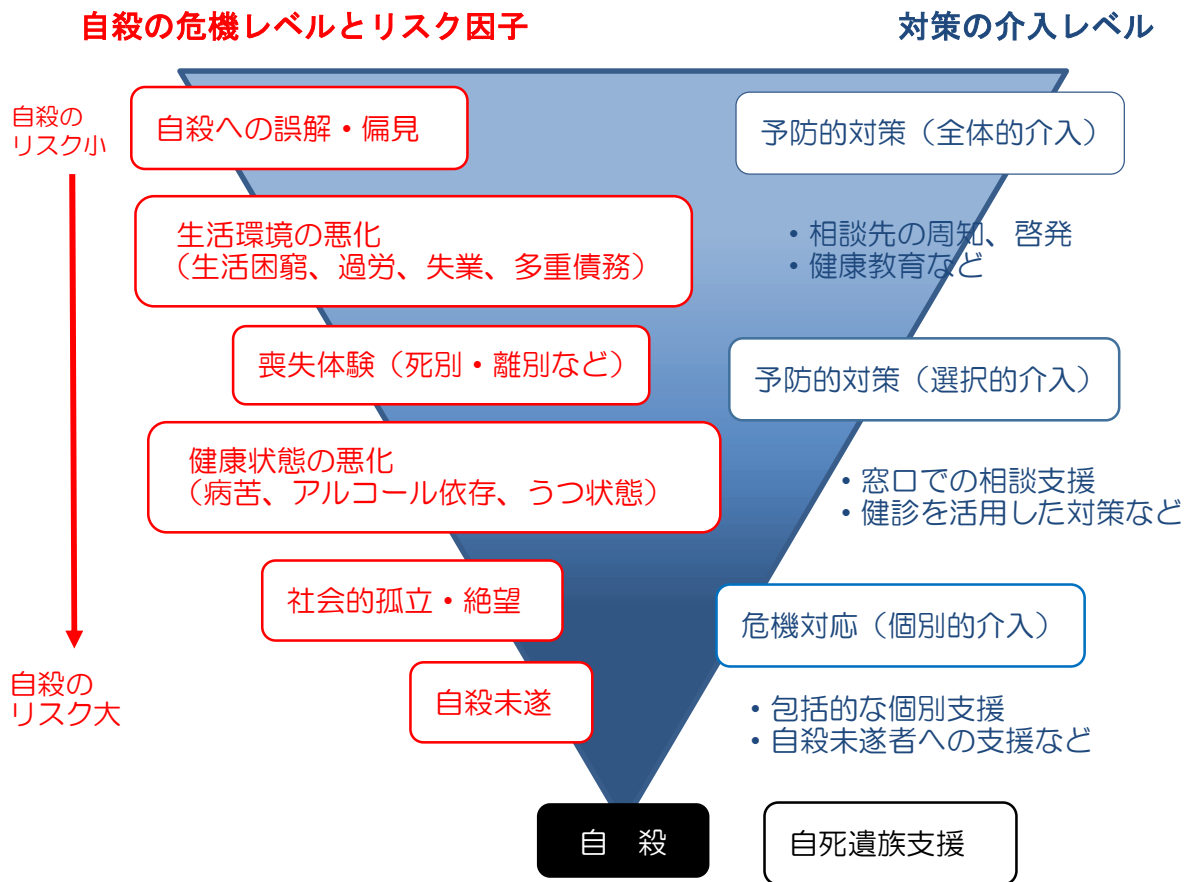 自殺の危機レベルとリスク因子
対策の介入レベル
自殺の
リスク小
自殺への誤解・偏見
予防的対策（全体的介入）
生活環境の悪化
（生活困窮、過労、失業、多重債務）
・相談先の周知、啓発
・健康教育など
喪失体験（死別・離別など）
予防的対策（選択的介入）
健康状態の悪化
（病苦、アルコール依存、うつ状態）
・窓口での相談支援
・健診を活用した対策など
社会的孤立・絶望
危機対応（個別的介入）
自殺の
リスク大
自殺未遂
・包括的な個別支援
・自殺未遂者への支援など
自　殺
自死遺族支援